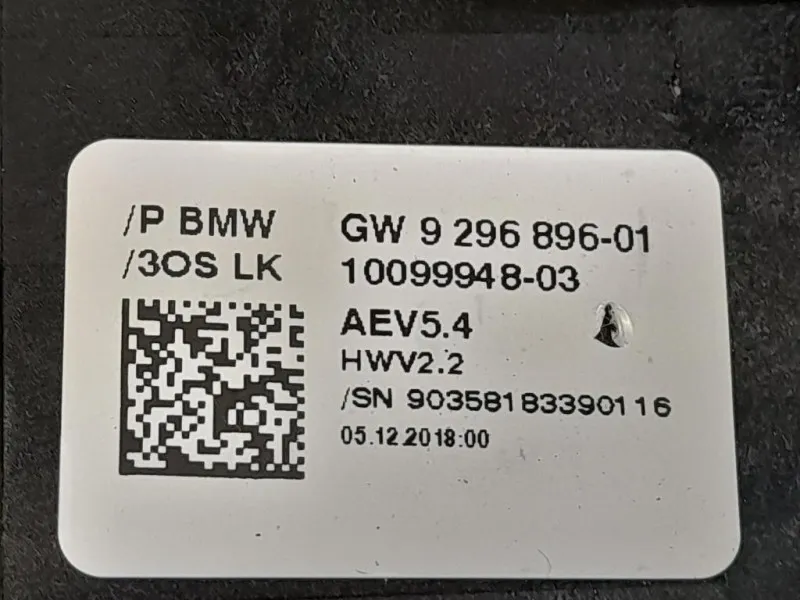 /P BMW GW 9 296 896-01
/3OS LK 10099948-03
AEV5.4
HWV2.2
/SN 90358183390116
05.12.2018:00